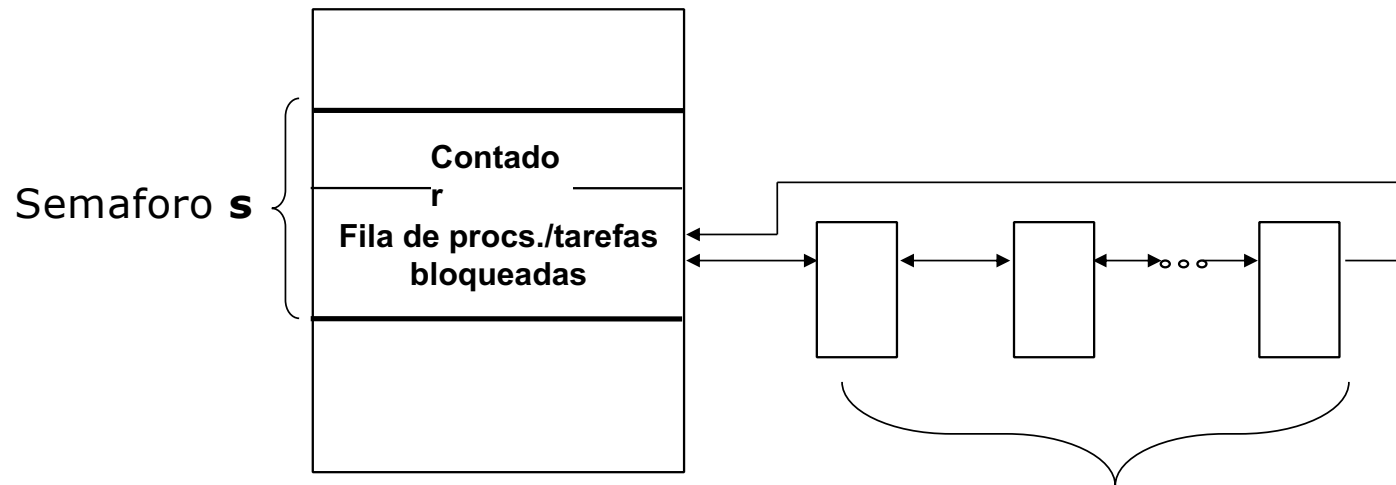 Contado
r
Semaforo s
Fila de procs./tarefas
bloqueadas